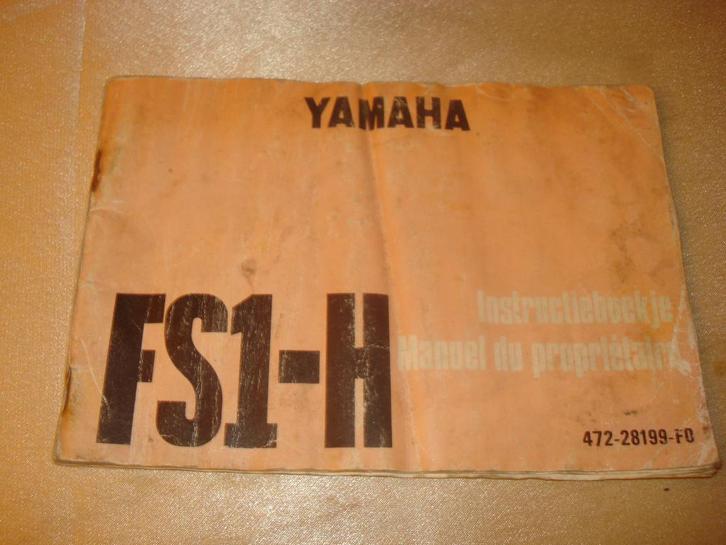 YAMAHA
FS1-H
Instructieboekje
Manuel du propriétaire
472-28199-F0